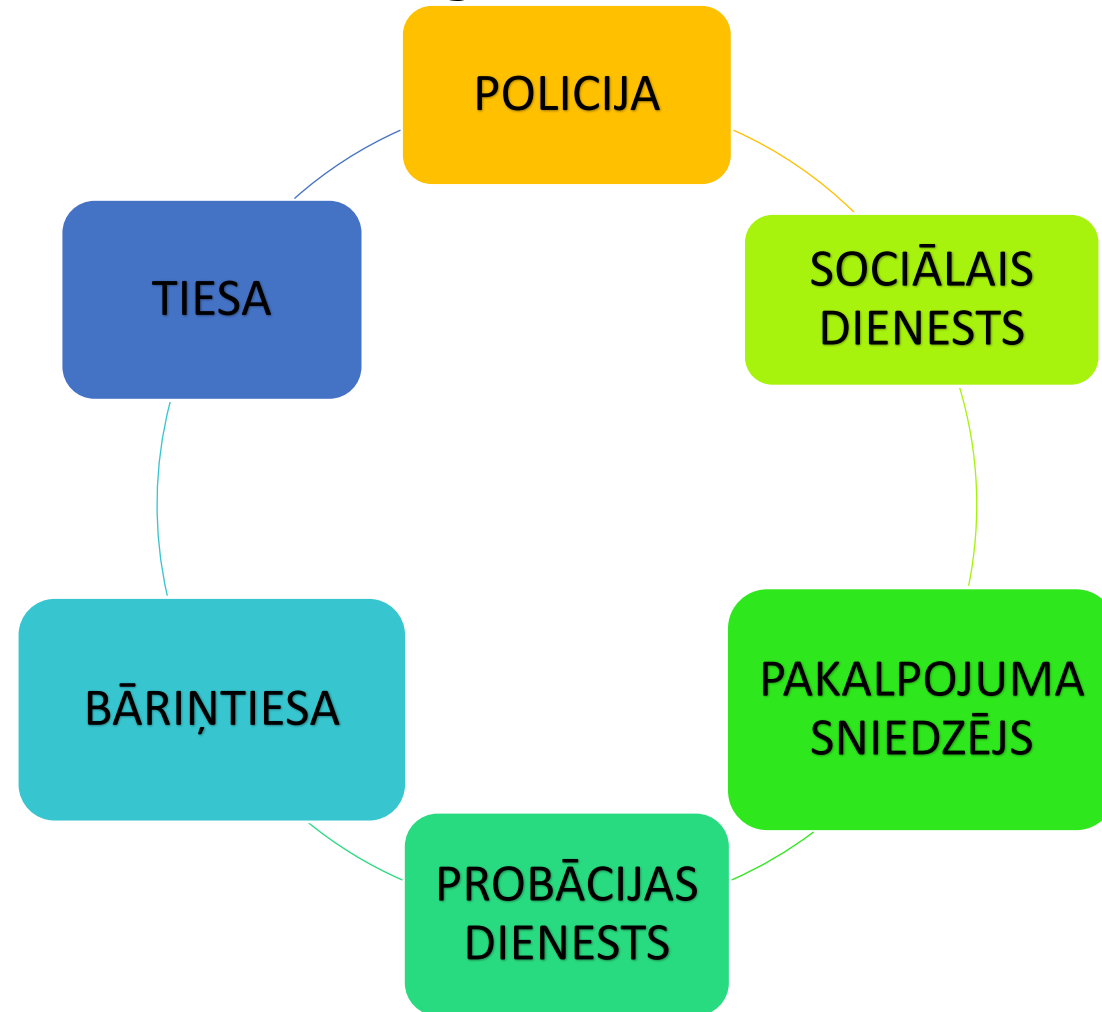 POLICIJA
SOCIĀLAIS
DIENESTS
PAKALPOJUMA
SNIEDZĒJS
PROBĀCIJAS
DIENESTS
BĀRIŅTIESA
TIESA